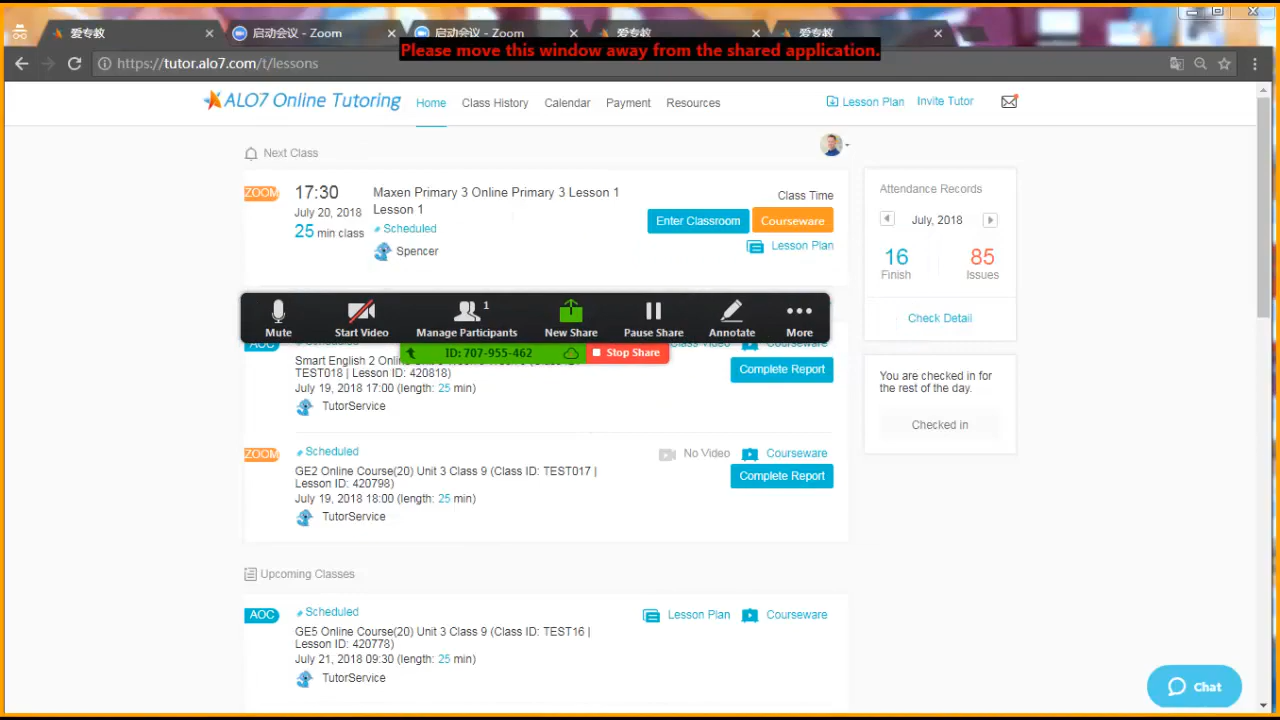 爱专教
启动会议 - Zoom
启动会议 - Zoom
爱专教
爱专教
Please move this window away from the shared application.
https://tutor.alo7.com/t/lessons
ALO7 Online Tutoring
Home
Class History
Calendar
Payment
Resources
Lesson Plan
Invite Tutor
Next Class
ZOOM
17:30
July 20, 2018
25 min class
Maxen Primary 3 Online Primary 3 Lesson 1
Lesson 1
Scheduled
Spencer
Class Time
Enter Classroom
Courseware
Lesson Plan
Attendance Records
July, 2018
16
Finish
85
Issues
Check Detail
You are checked in for
the rest of the day.
Checked in
Mute
Start Video
Manage Participants
1
New Share
Pause Share
Annotate
More
ID: 707-955-462
Stop Share
AOC
Scheduled
Class Video
Courseware
Smart English 2 Onli
TEST018 | Lesson ID: 420818)
July 19, 2018 17:00 (length: 25 min)
TutorService
Complete Report
ZOOM
Scheduled
No Video
Courseware
GE2 Online Course(20) Unit 3 Class 9 (Class ID: TEST017 |
Lesson ID: 420798)
July 19, 2018 18:00 (length: 25 min)
TutorService
Complete Report
Upcoming Classes
AOC
Scheduled
Lesson Plan
Courseware
GE5 Online Course(20) Unit 3 Class 9 (Class ID: TEST16 |
Lesson ID: 420778)
July 21, 2018 09:30 (length: 25 min)
TutorService
Chat